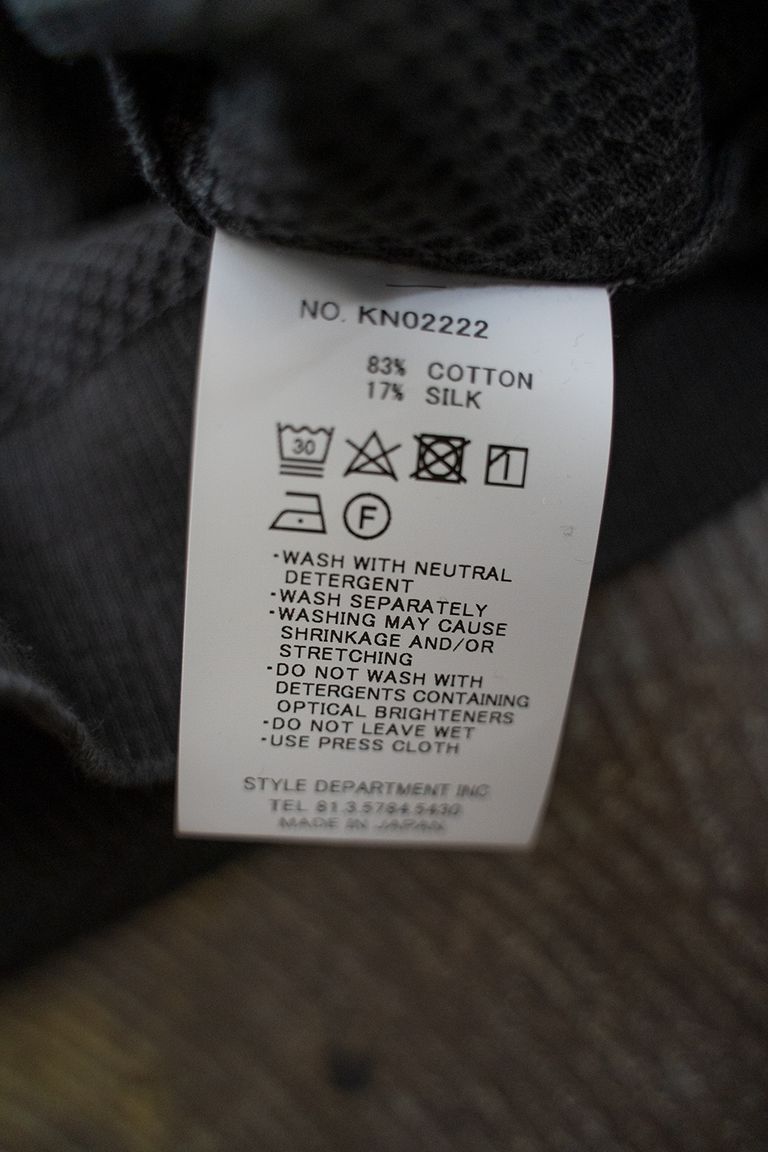 NO. KN02222
83% COTTON
17% SILK
30
F
·WASH WITH NEUTRAL
DETERGENT
·WASH SEPARATELY
·WASHING MAY CAUSE
SHRINKAGE AND/OR
STRETCHING
·DO NOT WASH WITH
DETERGENTS CONTAINING
OPTICAL BRIGHTENERS
·DO NOT LEAVE WET
·USE PRESS CLOTH
STYLE DEPARTMENT INC
TEL 81.3.5784.5430
MADE IN JAPAN